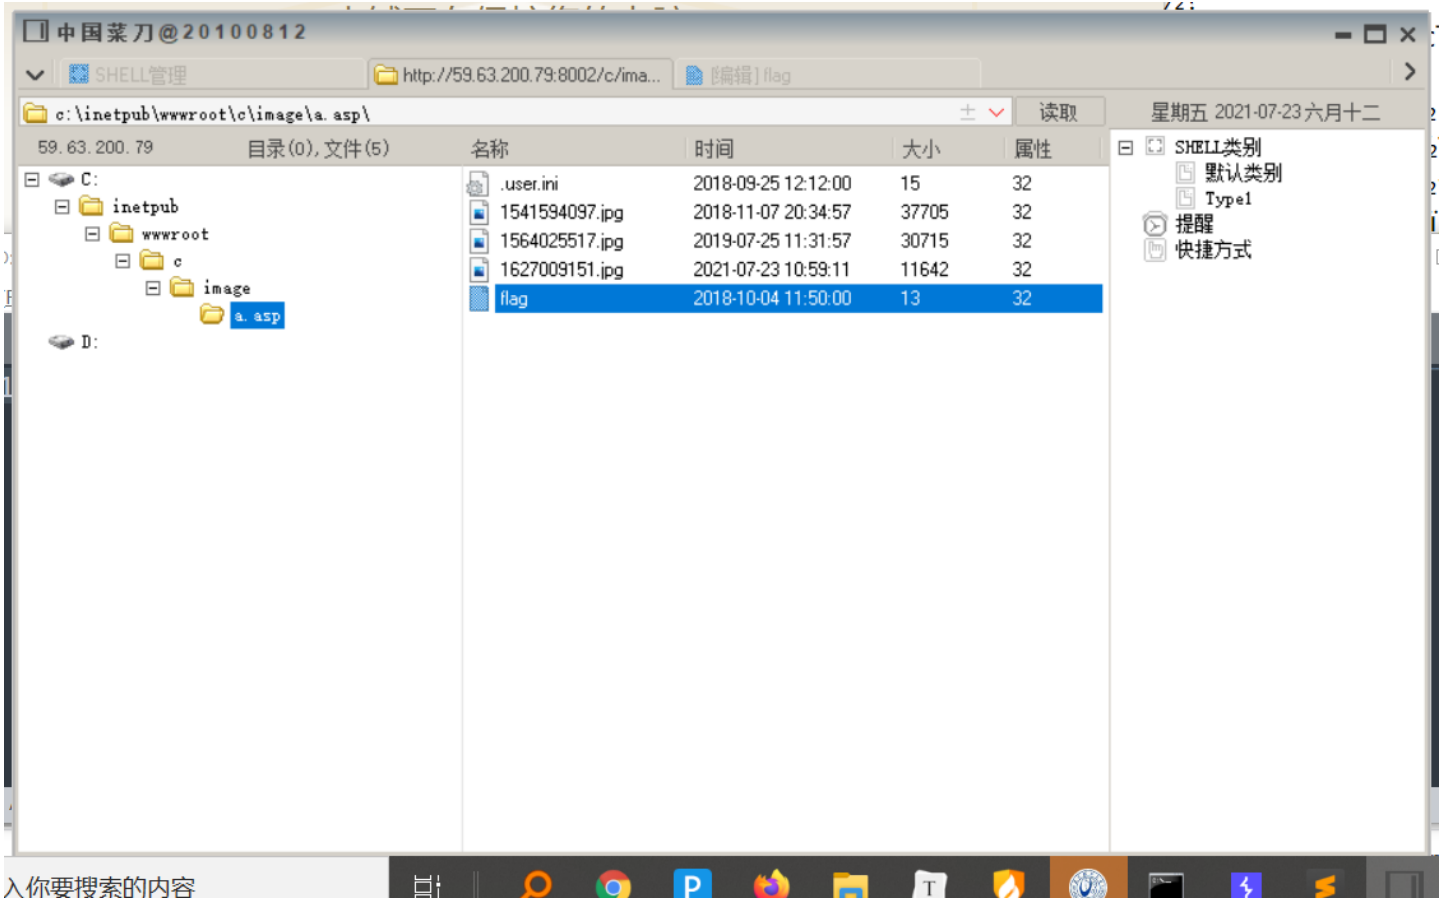 中国菜刀@20100812
SHELL管理
http://59.63.200.79:8002/c/ima...
[编辑] flag
c:\inetpub\wwwroot\c\image\a.asp\
读取
星期五 2021-07-23 六月十二
59.63.200.79 目录(0),文件(5)
名称 时间 大小 属性
C:
inetpub
wwwroot
c
image
a.asp
D:
.user.ini 2018-09-25 12:12:00 15 32
1541594097.jpg 2018-11-07 20:34:57 37705 32
1564025517.jpg 2019-07-25 11:31:57 30715 32
1627009151.jpg 2021-07-23 10:59:11 11642 32
flag 2018-10-04 11:50:00 13 32
SHELL类别
默认类别
Type1
提醒
快捷方式
入你要搜索的内容